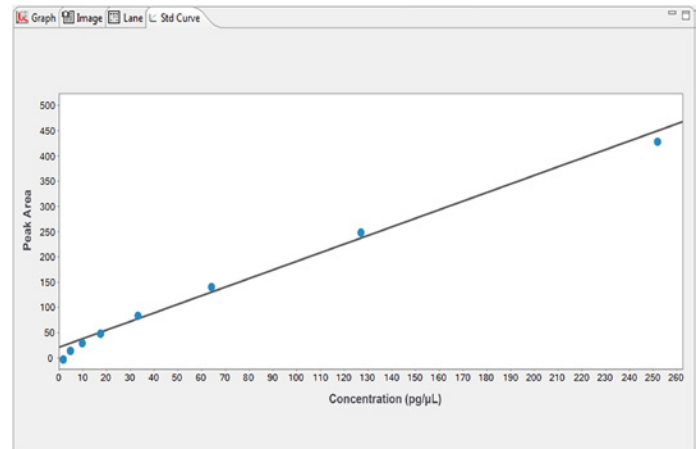 Graph Image Lane Std Curve
500
450
400
350
300
250
200
150
100
50
0
Peak Area
0 10 20 30 40 50 60 70 80 90 100 110 120 130 140 150 160 170 180 190 200 210 220 230 240 250 260
Concentration (pg/µL)